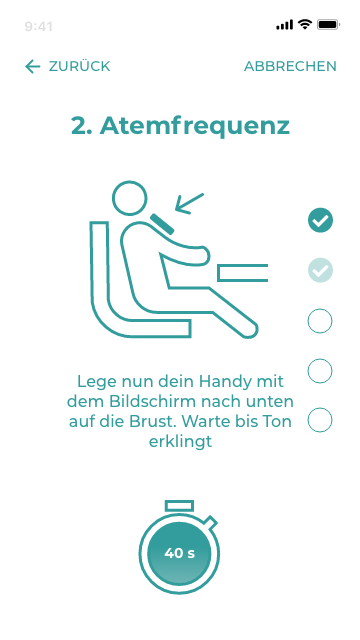 9:41
ZURÜCK ABBRECHEN
2. Atemfrequenz
Lege nun dein Handy mit
dem Bildschirm nach unten
auf die Brust. Warte bis Ton
erklingt
40 s